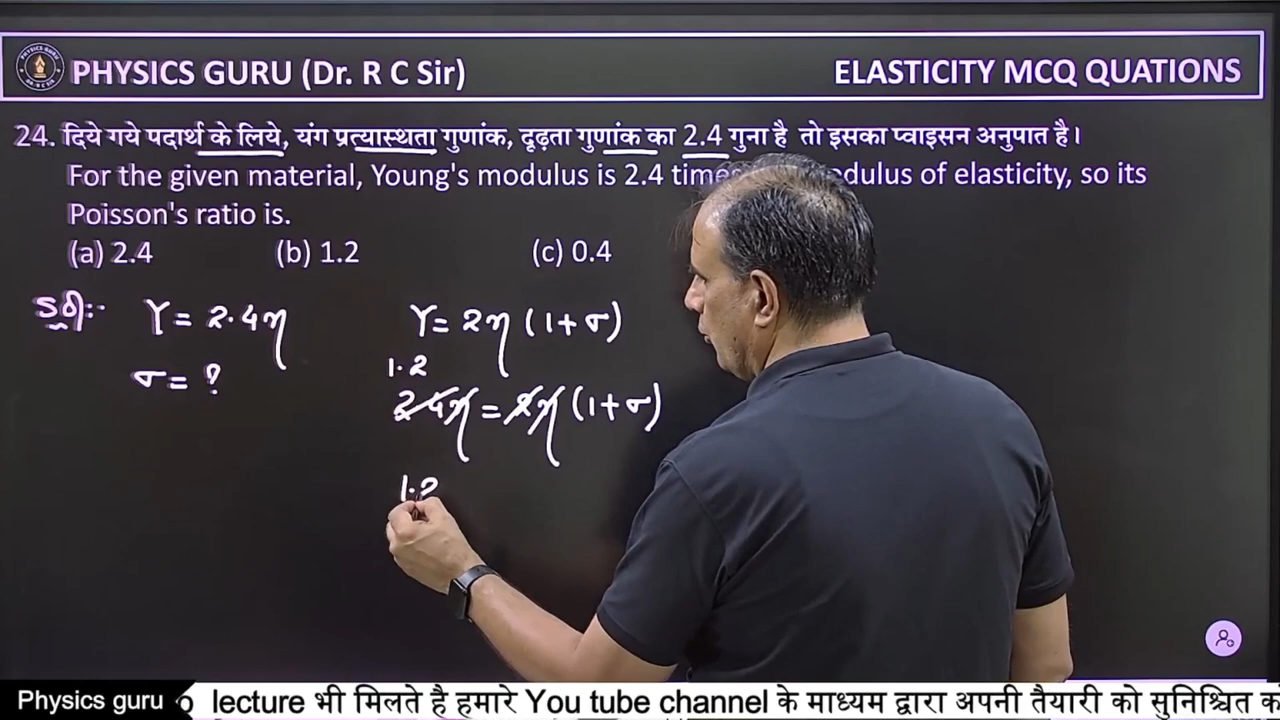 PHYSICS GURU (Dr. R C Sir)
ELASTICITY MCQ QUATIONS
24. दिये गये पदार्थ के लिये, यंग प्रत्यास्थता गुणांक, दृढ़ता गुणांक का 2.4 गुना है तो इसका प्वाइसन अनुपात है।
For the given material, Young's modulus is 2.4 times modulus of elasticity, so its
Poisson's ratio is.
(a) 2.4 (b) 1.2 (c) 0.4
Sol:- Y = 2.4η Y = 2η (1+σ)
σ = ? 1.2
2.4η = 2η (1+σ)
1.2
Physics guru
lecture भी मिलते है हमारे You tube channel के माध्यम द्वारा अपनी तैयारी को सुनिश्चित